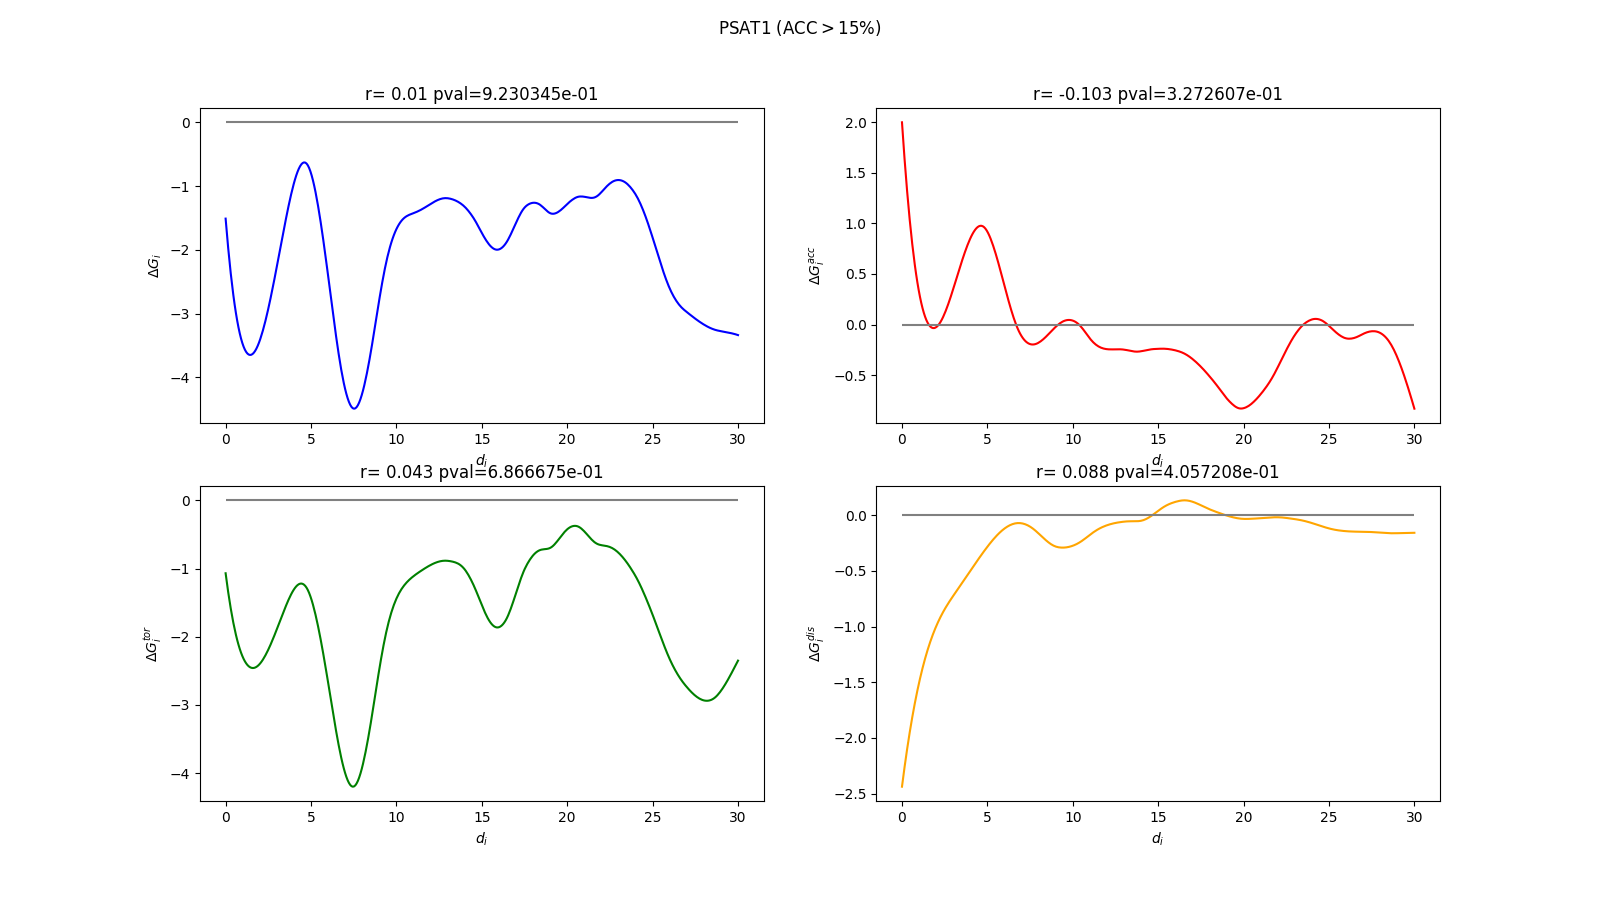 PSAT1 (ACC > 15%)
r= 0.01 pval=9.230345e-01
0
−1
−2
−3
−4
ΔG_i
0 5 10 15 20 25 30
d_i
r= -0.103 pval=3.272607e-01
2.0
1.5
1.0
0.5
0.0
−0.5
ΔG_i^acc
0 5 10 15 20 25 30
d_i
r= 0.043 pval=6.866675e-01
0
−1
−2
−3
−4
ΔG_i^tor
0 5 10 15 20 25 30
d_i
r= 0.088 pval=4.057208e-01
0.0
−0.5
−1.0
−1.5
−2.0
−2.5
ΔG_i^dis
0 5 10 15 20 25 30
d_i